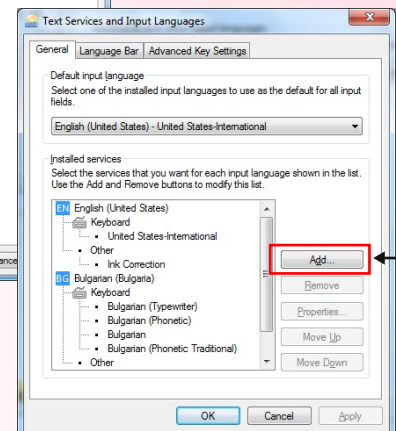 Text Services and Input Languages
General Language Bar Advanced Key Settings
Default input language
Select one of the installed input languages to use as the default for all input
fields.
English (United States) - United States-International
Installed services
Select the services that you want for each input language shown in the list.
Use the Add and Remove buttons to modify this list.
EN English (United States)
Keyboard
United States-International
Other
Ink Correction
BG Bulgarian (Bulgaria)
Keyboard
Bulgarian (Typewriter)
Bulgarian (Phonetic)
Bulgarian
Bulgarian (Phonetic Traditional)
Other
Add...
Remove
Properties...
Move Up
Move Down
OK Cancel Apply